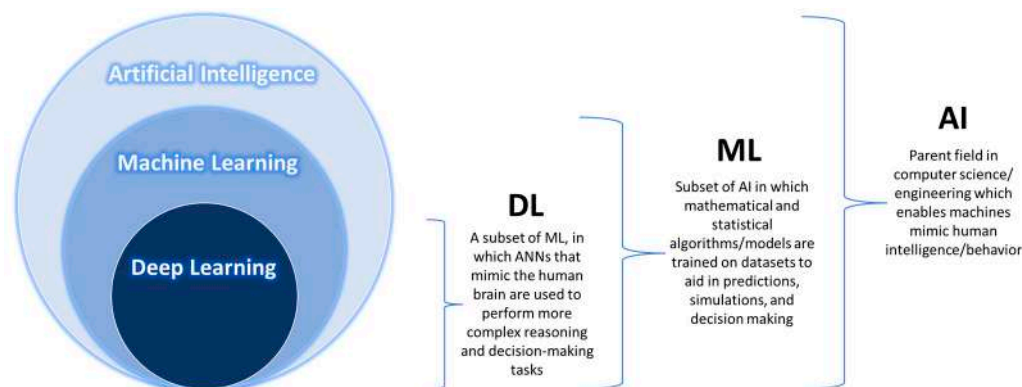 Artificial Intelligence
Machine Learning
Deep Learning
DL
A subset of ML, in
which ANNs that
mimic the human
brain are used to
perform more
complex reasoning
and decision-making
tasks
ML
Subset of AI in which
mathematical and
statistical
algorithms/models are
trained on datasets to
aid in predictions,
simulations, and
decision making
AI
Parent field in
computer science/
engineering which
enables machines
mimic human
intelligence/behavior